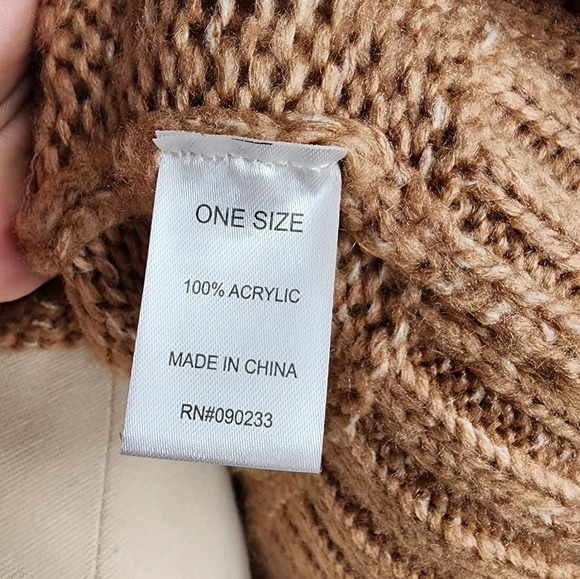 ONE SIZE
100% ACRYLIC
MADE IN CHINA
RN#090233